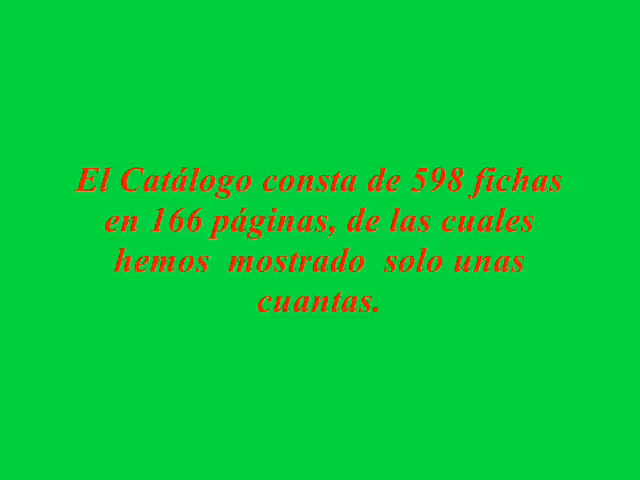 El Catálogo consta de 598 fichas
en 166 páginas, de las cuales
hemos  mostrado  solo unas
cuantas.